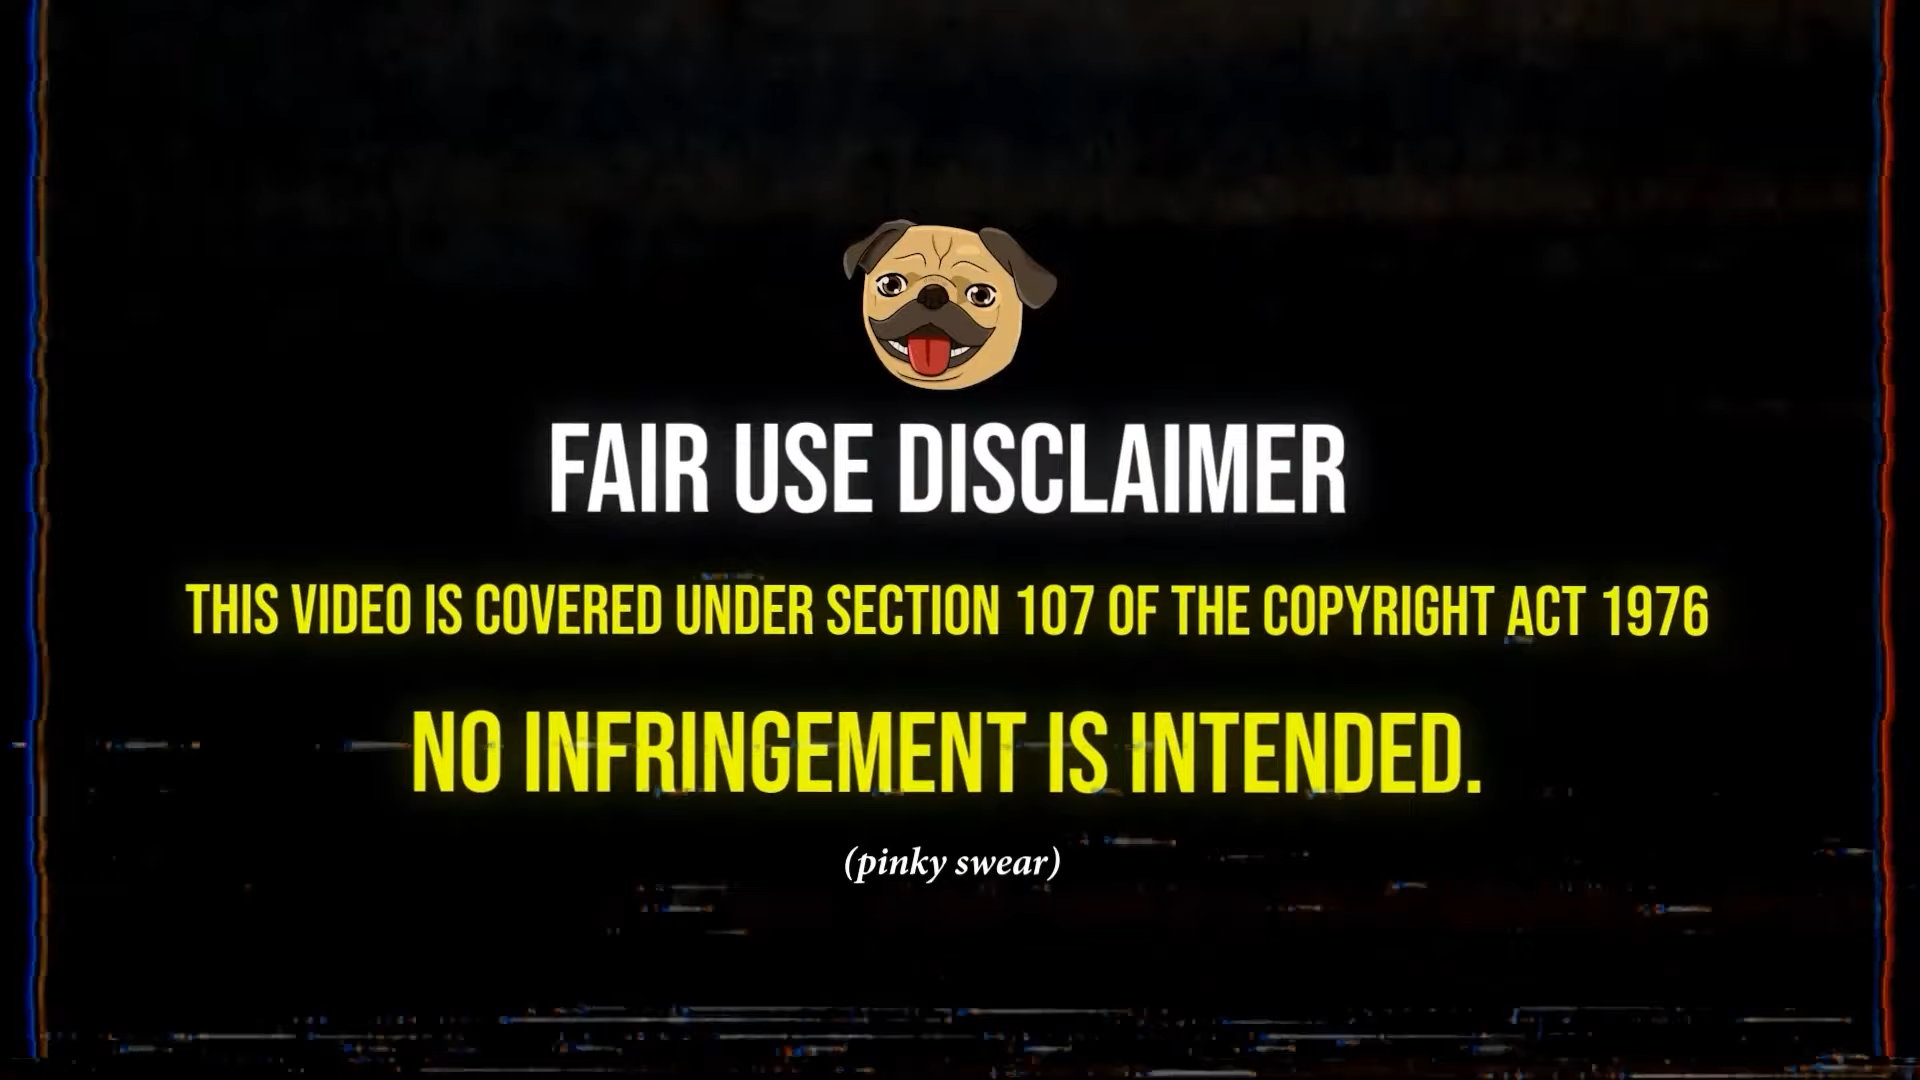 FAIR USE DISCLAIMER
THIS VIDEO IS COVERED UNDER SECTION 107 OF THE COPYRIGHT ACT 1976
NO INFRINGEMENT IS INTENDED.
(pinky swear)